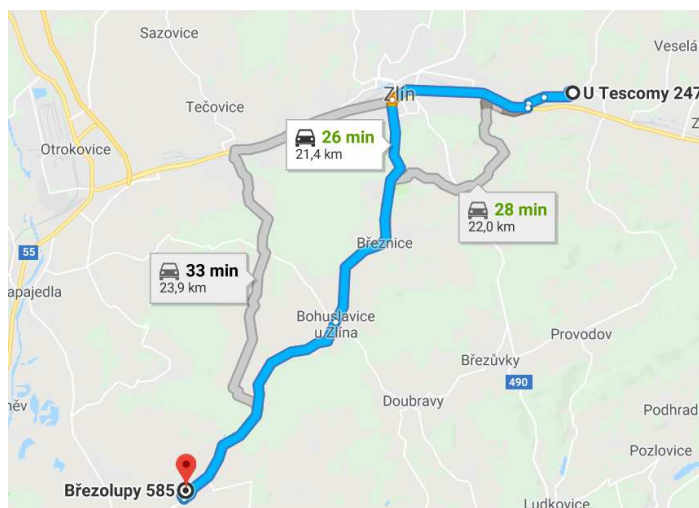 Sazovice
Veselá
Zlín
U Tescomy 247
Tečovice
Z
Otrokovice
26 min
21,4 km
28 min
22,0 km
Březnice
55
33 min
23,9 km
apajedla
Bohuslavice
u Zlína
Provodov
Březůvky
490
něv
Doubravy
Podhrad
Pozlovice
Březolupy 585
Ludkovice